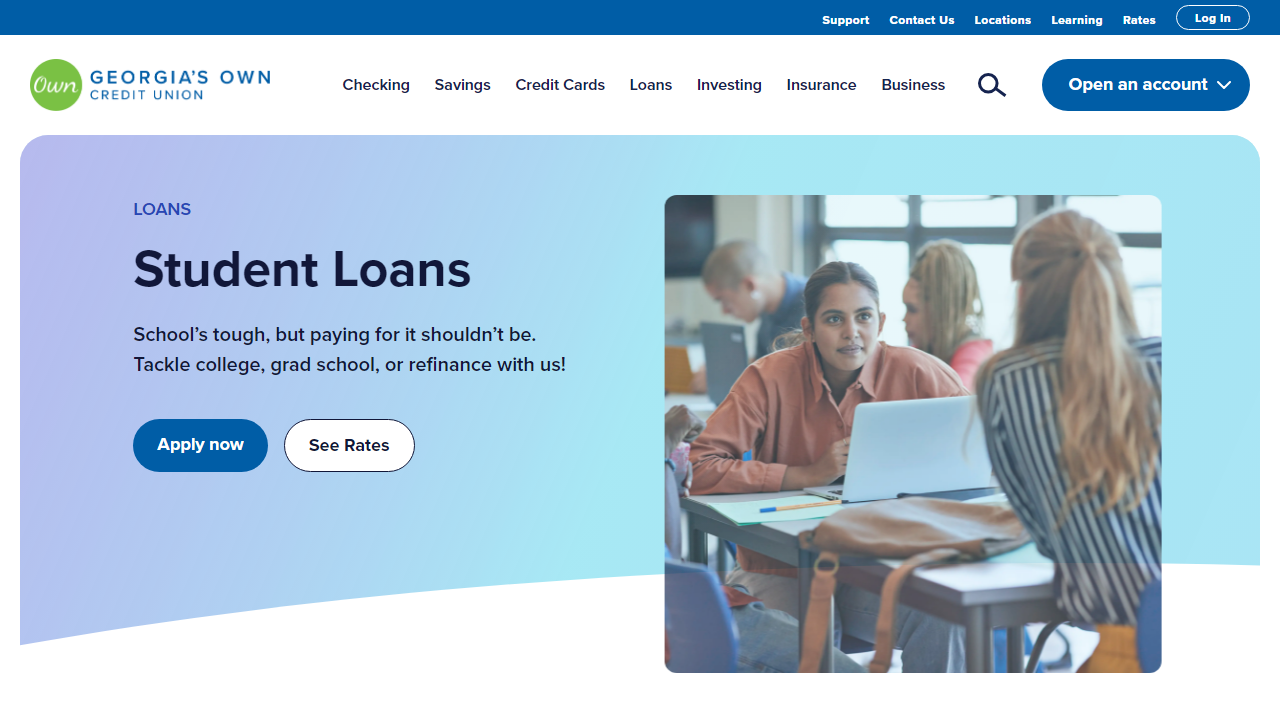 Support Contact Us Locations Learning Rates Log In
Own GEORGIA'S OWN
CREDIT UNION
Checking Savings Credit Cards Loans Investing Insurance Business Open an account
LOANS
Student Loans
School’s tough, but paying for it shouldn’t be.
Tackle college, grad school, or refinance with us!
Apply now See Rates